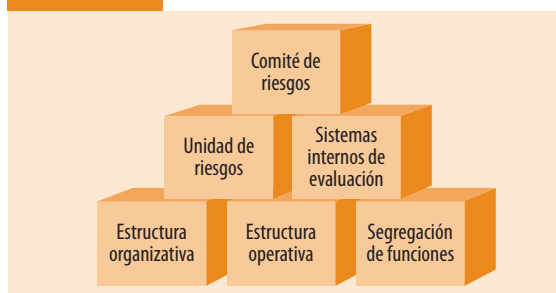 Comité de
riesgos
Unidad de
riesgos
Sistemas
internos de
evaluación
Estructura
organizativa
Estructura
operativa
Segregación
de funciones